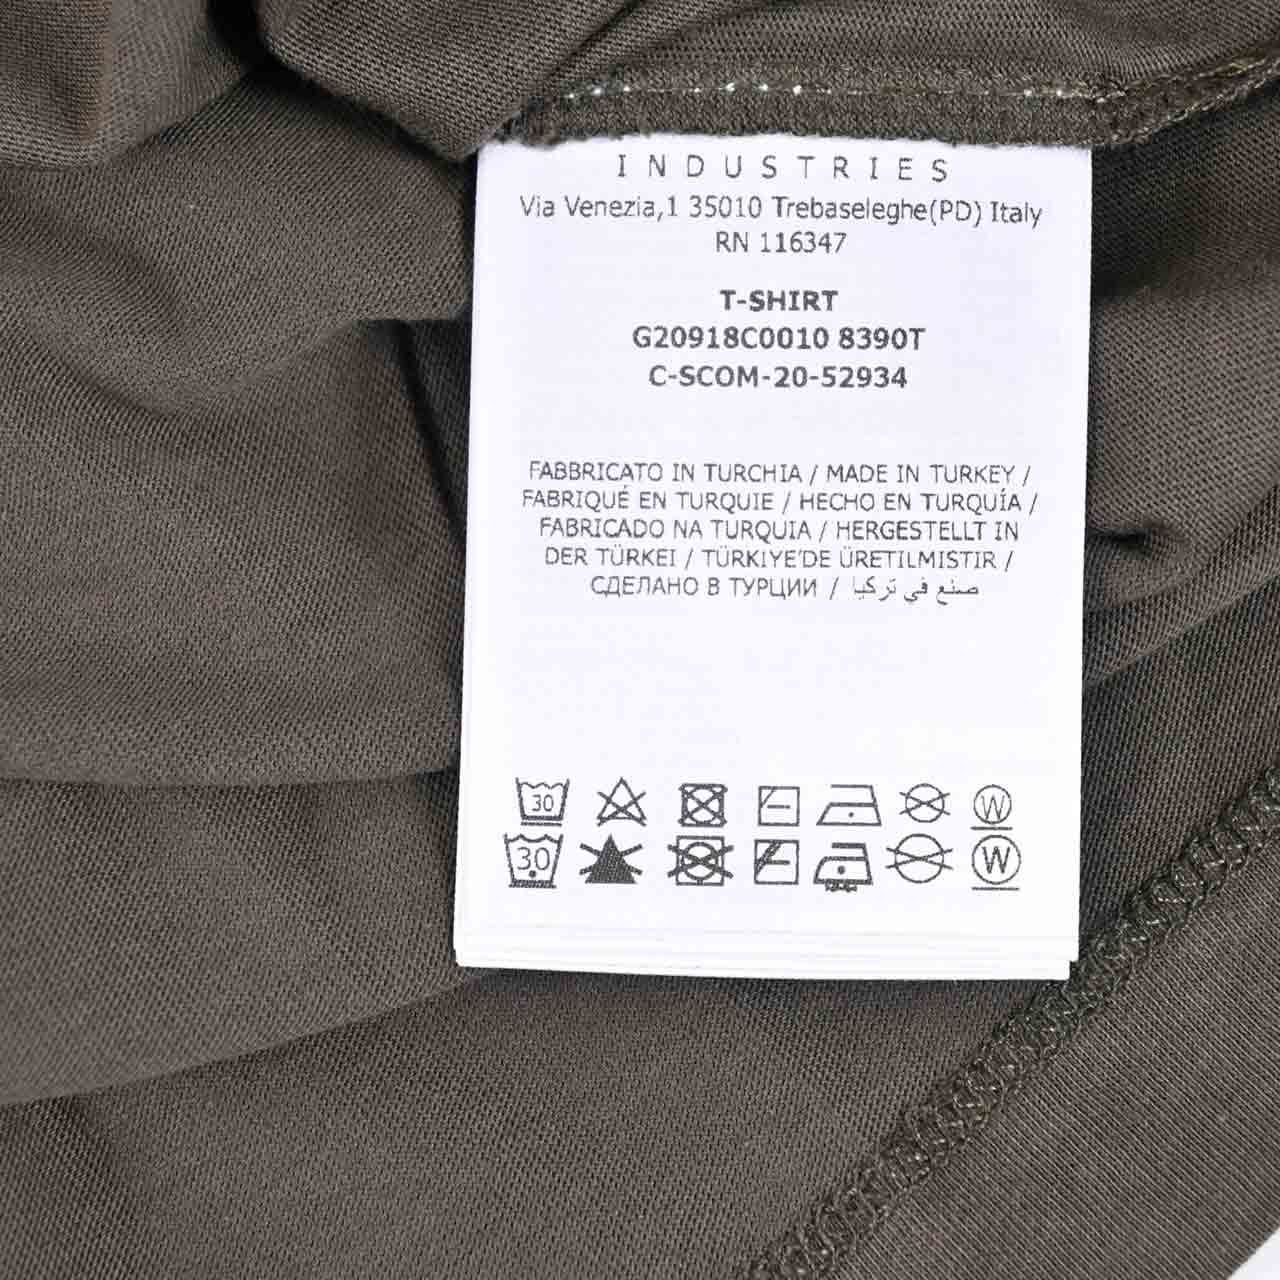 INDUSTRIES
Via Venezia,1 35010 Trebaseleghe(PD) Italy
RN 116347
T-SHIRT
G20918C0010 8390T
C-SCOM-20-52934
FABBRICATO IN TURCHIA / MADE IN TURKEY /
FABRIQUÉ EN TURQUIE / HECHO EN TURQUÍA /
FABRICADO NA TURQUIA / HERGESTELLT IN
DER TÜRKEI / TÜRKIYE'DE ÜRETILMISTIR /
СДЕЛАНО В ТУРЦИИ / صنع في تركيا
30 W
30 W